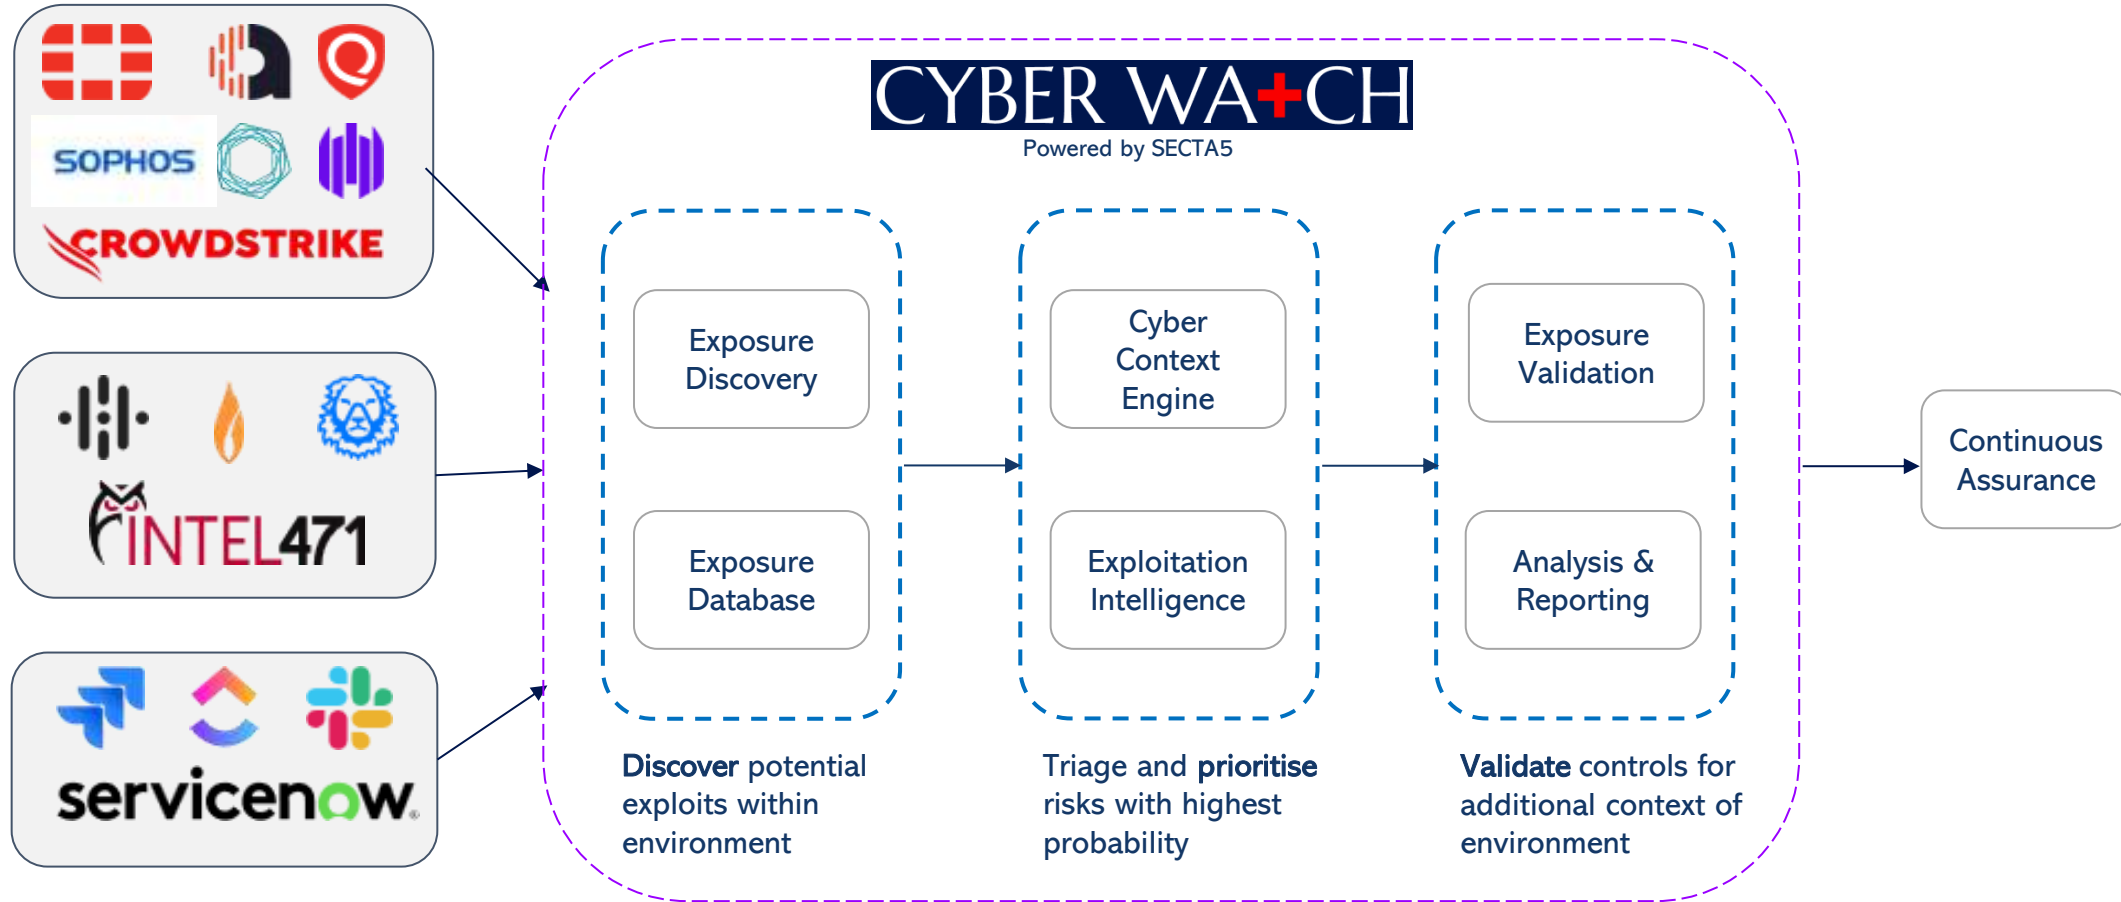 SOPHOS
CROWDSTRIKE
INTEL471
servicenow®
CYBER WATCH
Powered by SECTA5
Exposure
Discovery
Exposure
Database
Discover potential
exploits within
environment
Cyber
Context
Engine
Exploitation
Intelligence
Triage and prioritise
risks with highest
probability
Exposure
Validation
Analysis &
Reporting
Validate controls for
additional context of
environment
Continuous
Assurance